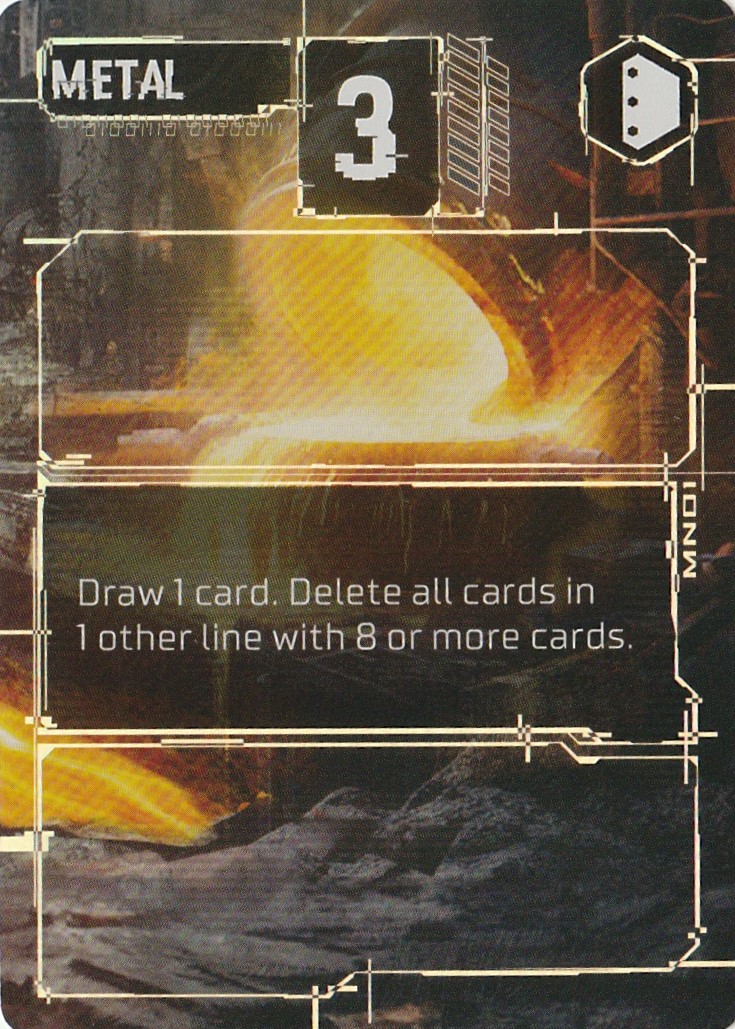 METAL
3
MN01
Draw 1 card. Delete all cards in
1 other line with 8 or more cards.